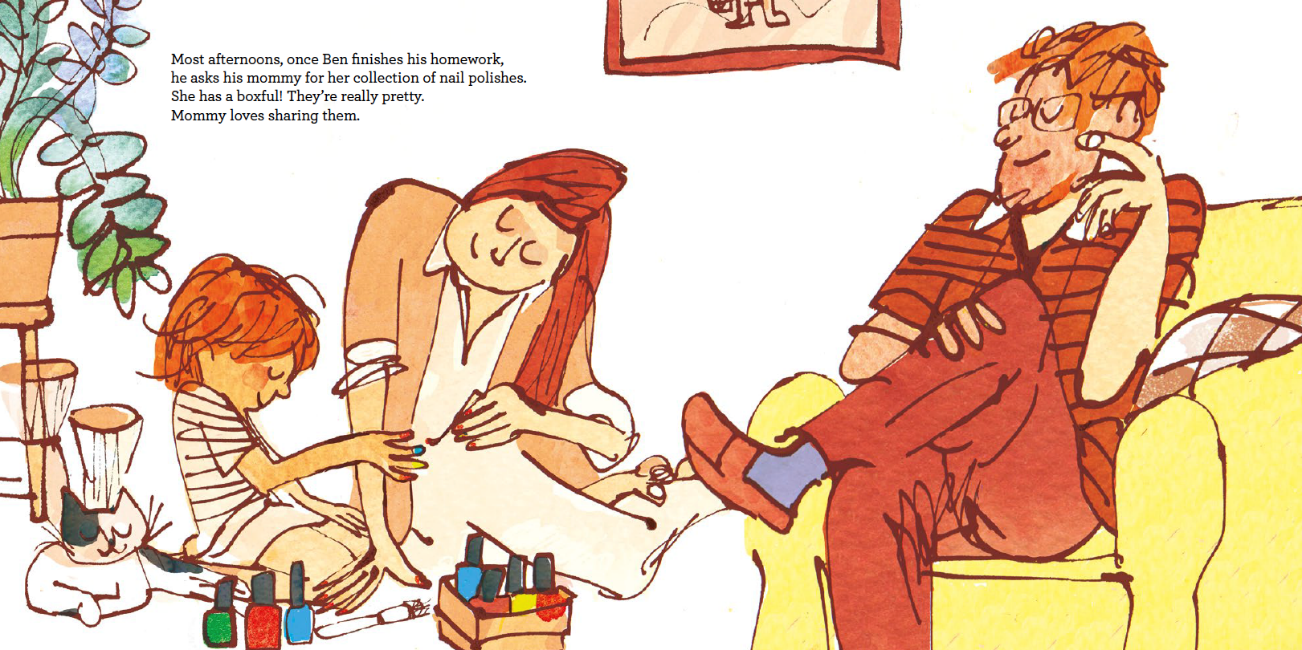 Most afternoons, once Ben finishes his homework,
he asks his mommy for her collection of nail polishes.
She has a boxful! They’re really pretty.
Mommy loves sharing them.